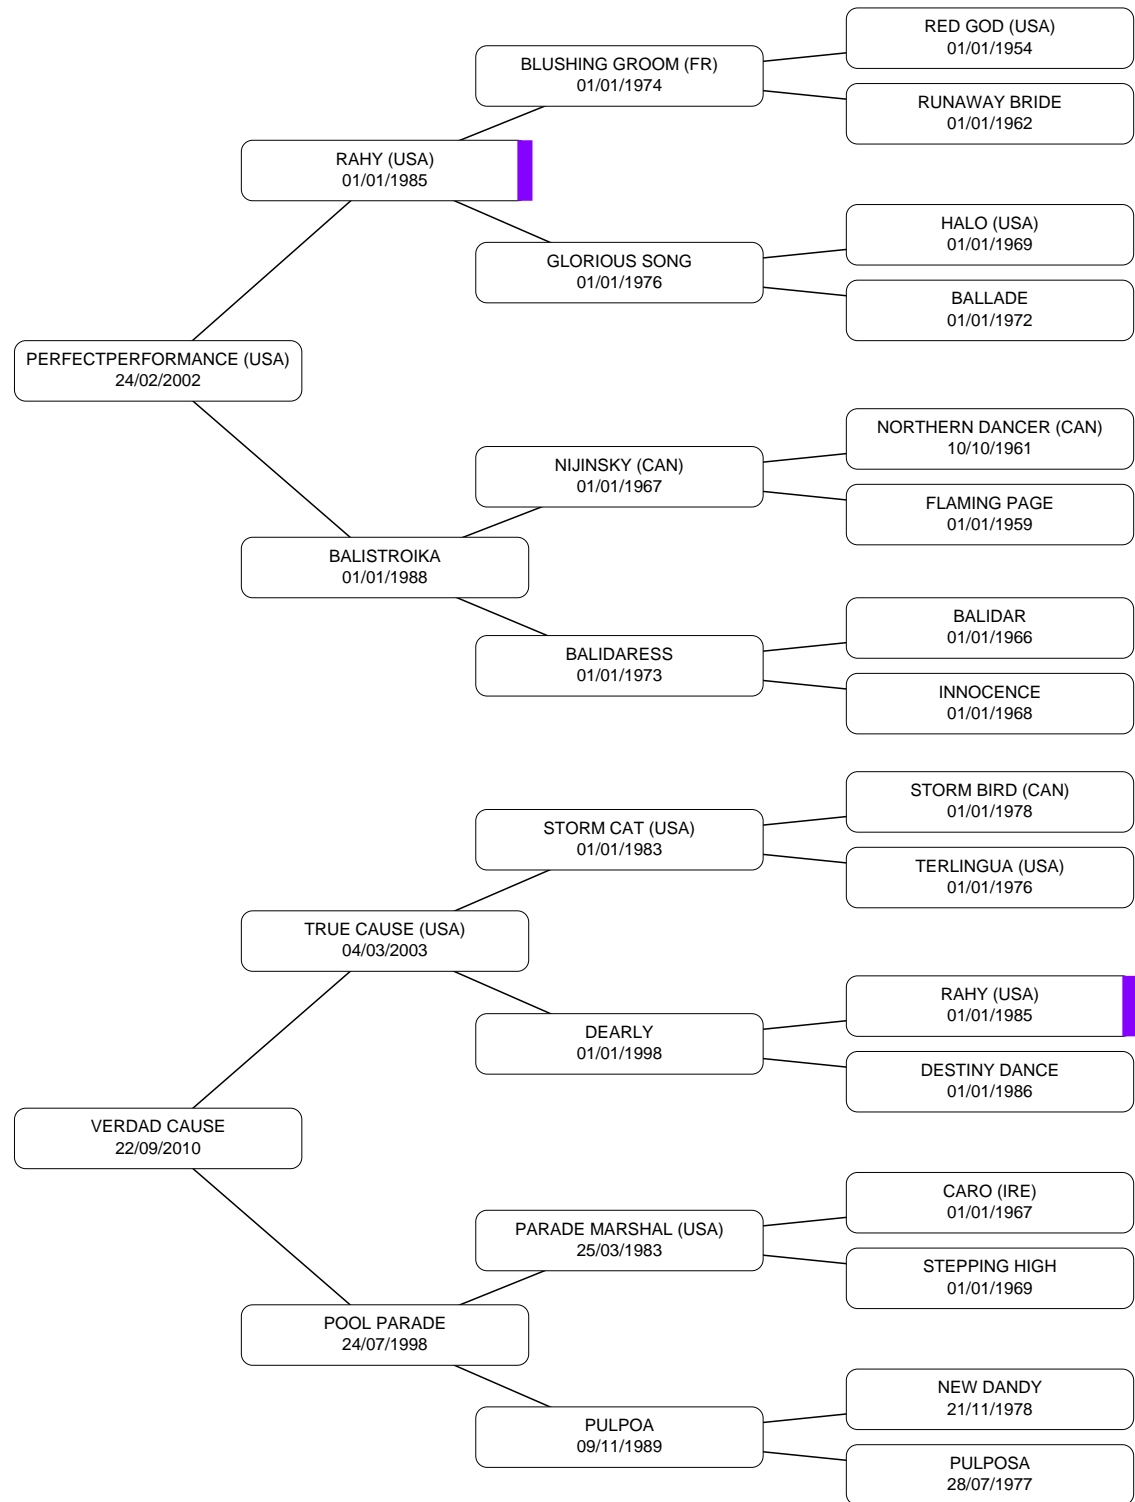 RED GOD (USA)
01/01/1954
BLUSHING GROOM (FR)
01/01/1974
RUNAWAY BRIDE
01/01/1962
RAHY (USA)
01/01/1985
HALO (USA)
01/01/1969
GLORIOUS SONG
01/01/1976
BALLADE
01/01/1972
PERFECTPERFORMANCE (USA)
24/02/2002
NORTHERN DANCER (CAN)
10/10/1961
NIJINSKY (CAN)
01/01/1967
FLAMING PAGE
01/01/1959
BALISTROIKA
01/01/1988
BALIDAR
01/01/1966
BALIDARESS
01/01/1973
INNOCENCE
01/01/1968
STORM BIRD (CAN)
01/01/1978
STORM CAT (USA)
01/01/1983
TERLINGUA (USA)
01/01/1976
TRUE CAUSE (USA)
04/03/2003
RAHY (USA)
01/01/1985
DEARLY
01/01/1998
DESTINY DANCE
01/01/1986
VERDAD CAUSE
22/09/2010
CARO (IRE)
01/01/1967
PARADE MARSHAL (USA)
25/03/1983
STEPPING HIGH
01/01/1969
POOL PARADE
24/07/1998
NEW DANDY
21/11/1978
PULPOA
09/11/1989
PULPOSA
28/07/1977